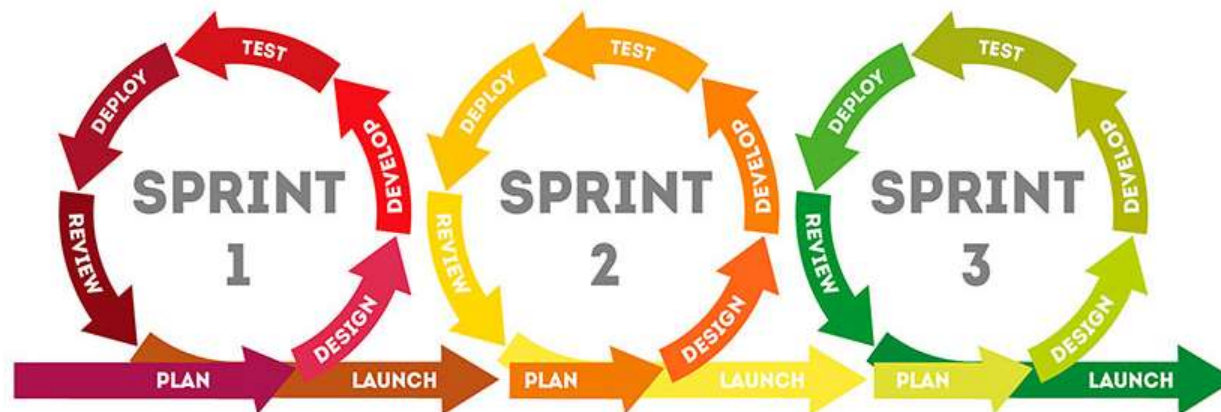 TEST
DEPLOY
DEVELOP
SPRINT
1
REVIEW
DESIGN
PLAN
LAUNCH
TEST
DEPLOY
DEVELOP
SPRINT
2
REVIEW
DESIGN
PLAN
LAUNCH
TEST
DEPLOY
DEVELOP
SPRINT
3
REVIEW
DESIGN
PLAN
LAUNCH